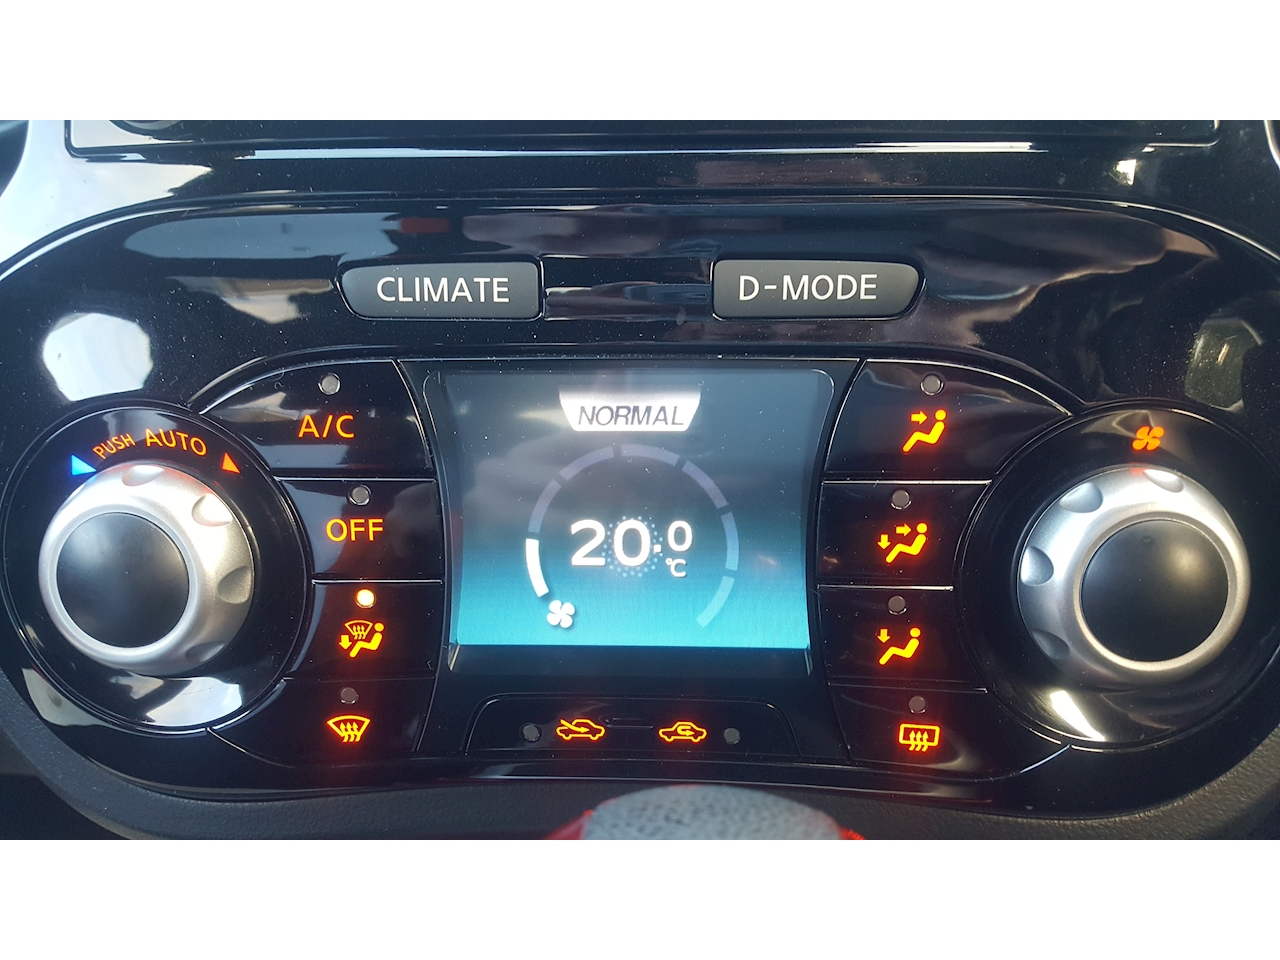 CLIMATE
D-MODE
PUSH AUTO
A/C
OFF
NORMAL
20.0
°C